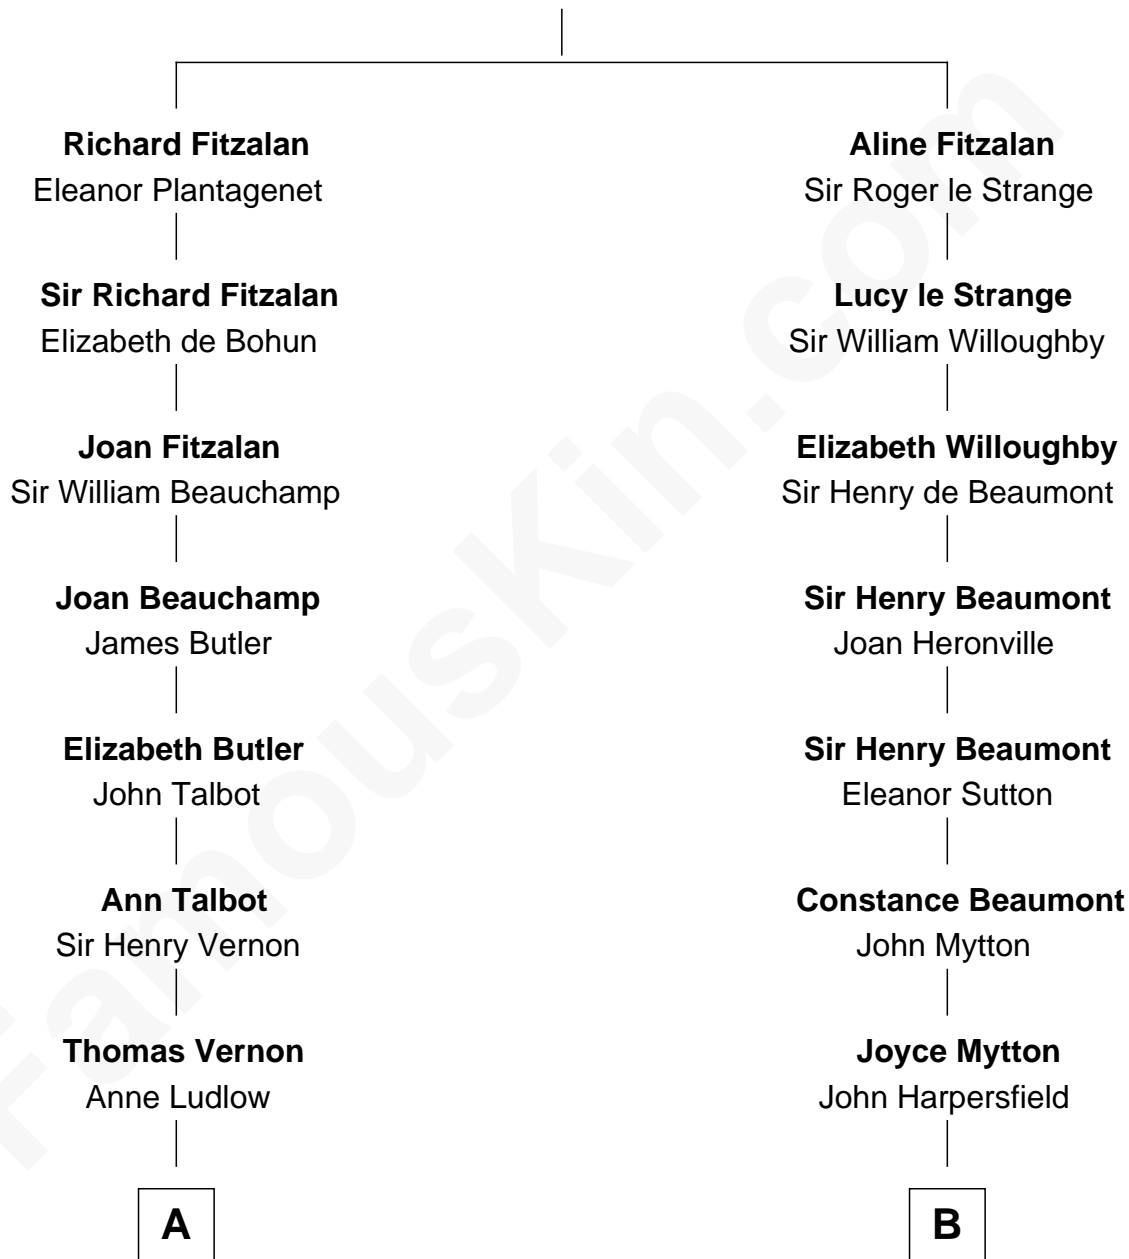 Richard Fitzalan
Eleanor Plantagenet
Aline Fitzalan
Sir Roger le Strange
Sir Richard Fitzalan
Elizabeth de Bohun
Lucy le Strange
Sir William Willoughby
Joan Fitzalan
Sir William Beauchamp
Elizabeth Willoughby
Sir Henry de Beaumont
Joan Beauchamp
James Butler
Sir Henry Beaumont
Joan Heronville
Elizabeth Butler
John Talbot
Sir Henry Beaumont
Eleanor Sutton
Ann Talbot
Sir Henry Vernon
Constance Beaumont
John Mytton
Thomas Vernon
Anne Ludlow
Joyce Mytton
John Harpersfield
A
B
FamousKin.com